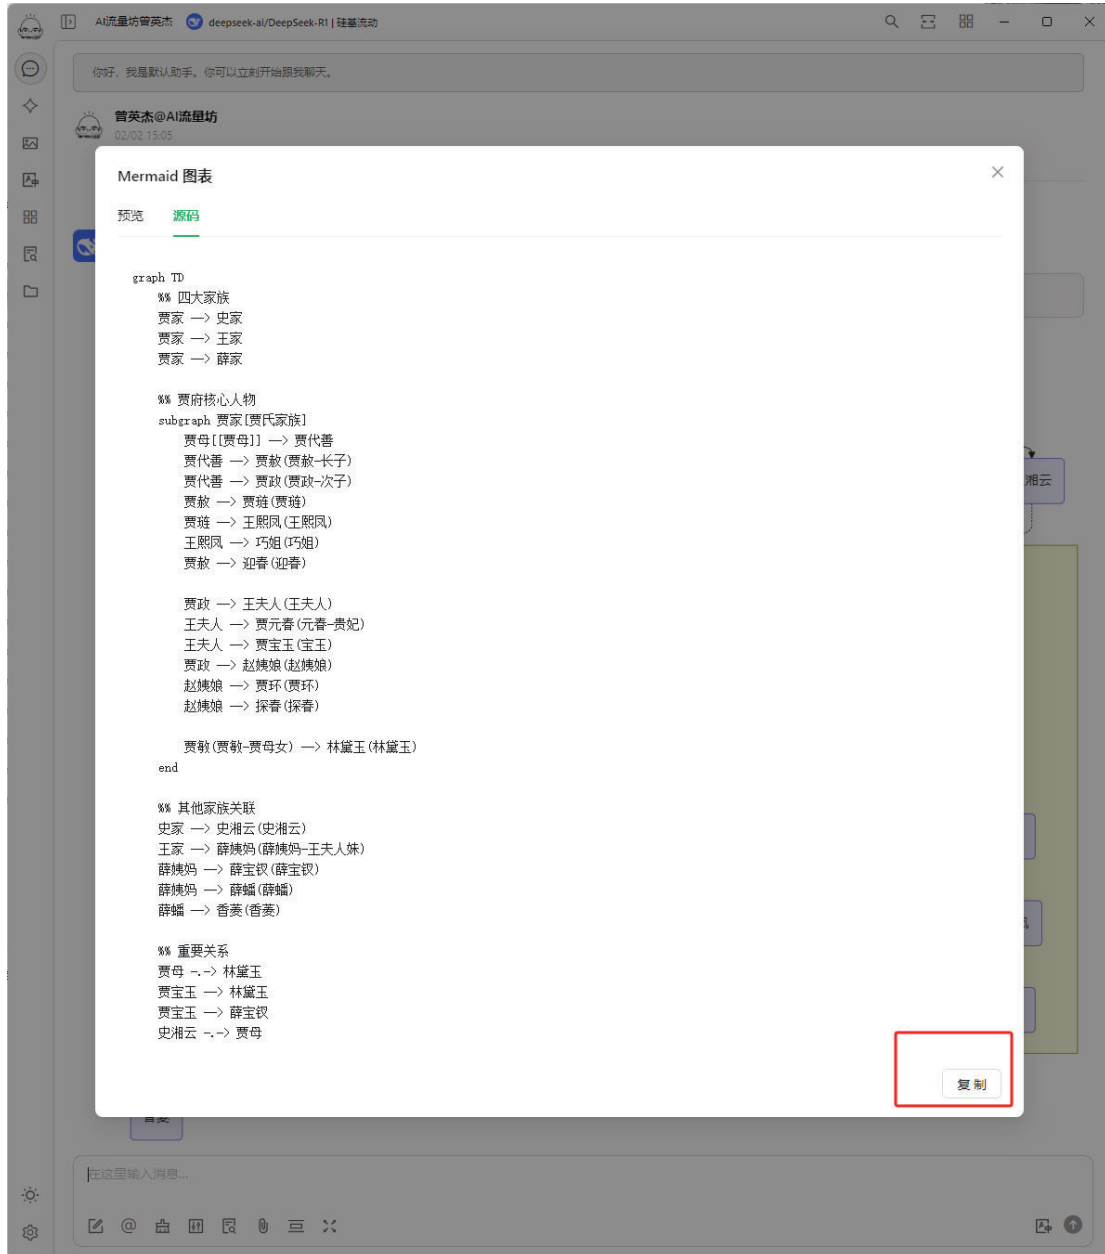 AI流量坊曾英杰 deepseek-ai/DeepSeek-R1 | 硅基流动
你好，我是默认助手。你可以立刻开始跟我聊天。
曾英杰@AI流量坊
02/02 15:05
Mermaid 图表
预览 源码
graph TD
%% 四大家族
贾家 —> 史家
贾家 —> 王家
贾家 —> 薛家
%% 贾府核心人物
subgraph 贾家[贾氏家族]
贾母[[贾母]] —> 贾代善
贾代善 —> 贾赦(贾赦-长子)
贾代善 —> 贾政(贾政-次子)
贾赦 —> 贾琏(贾琏)
贾琏 —> 王熙凤(王熙凤)
王熙凤 —> 巧姐(巧姐)
贾赦 —> 迎春(迎春)
贾政 —> 王夫人(王夫人)
王夫人 —> 贾元春(元春-贵妃)
王夫人 —> 贾宝玉(宝玉)
贾政 —> 赵姨娘(赵姨娘)
赵姨娘 —> 贾环(贾环)
赵姨娘 —> 探春(探春)
贾敏(贾敏-贾母女) —> 林黛玉(林黛玉)
end
%% 其他家族关联
史家 —> 史湘云(史湘云)
王家 —> 薛姨妈(薛姨妈-王夫人妹)
薛姨妈 —> 薛宝钗(薛宝钗)
薛姨妈 —> 薛蟠(薛蟠)
薛蟠 —> 香菱(香菱)
%% 重要关系
贾母 -.-> 林黛玉
贾宝玉 —> 林黛玉
贾宝玉 —> 薛宝钗
史湘云 -.-> 贾母
复制
湘云
在这里输入消息...